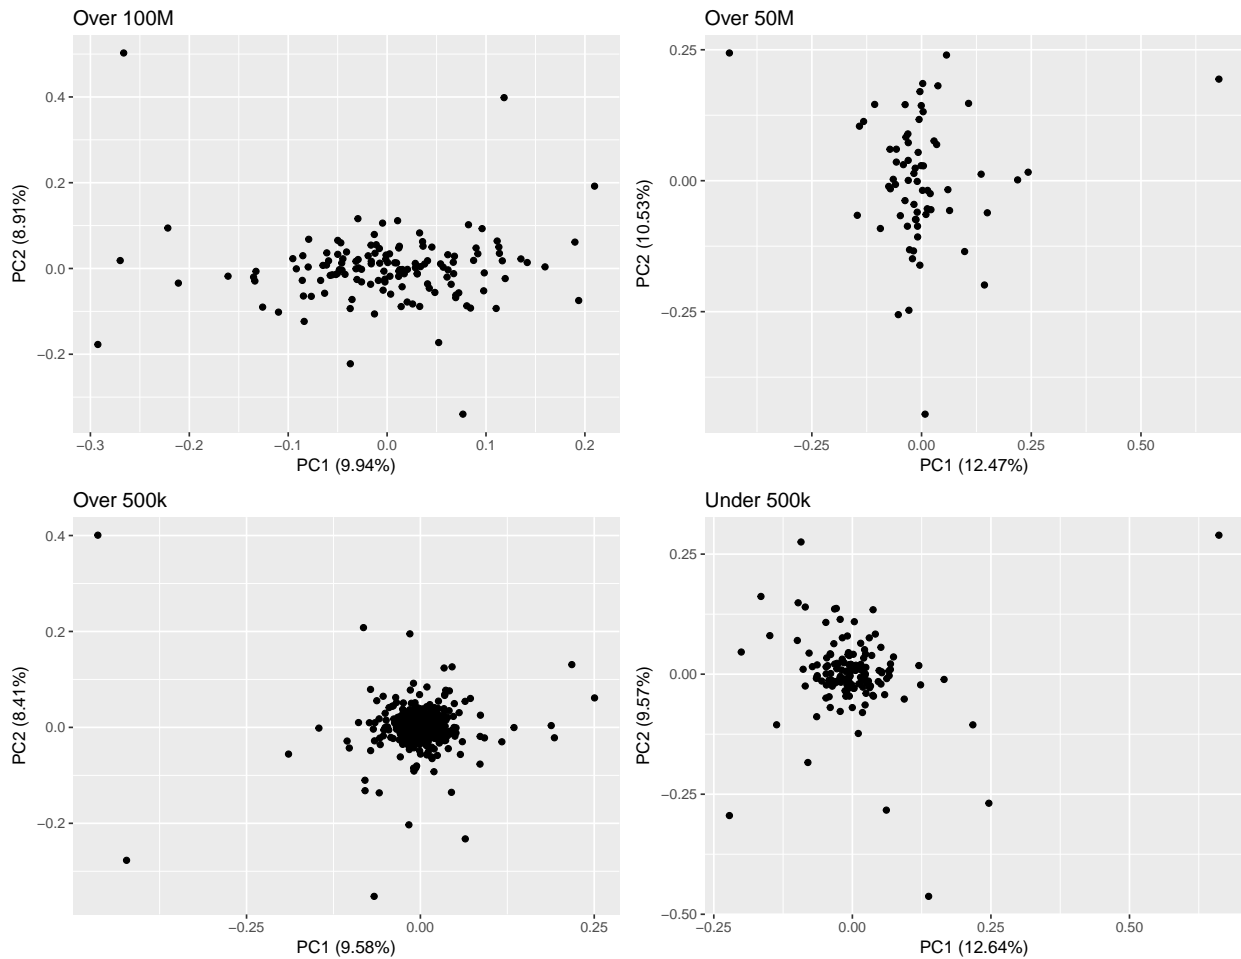 Over 100M
0.4
0.2
0.0
−0.2
PC2 (8.91%)
−0.3 −0.2 −0.1 0.0 0.1 0.2
PC1 (9.94%)
Over 50M
0.25
0.00
−0.25
PC2 (10.53%)
−0.25 0.00 0.25 0.50
PC1 (12.47%)
Over 500k
0.4
0.2
0.0
−0.2
PC2 (8.41%)
−0.25 0.00 0.25
PC1 (9.58%)
Under 500k
0.25
0.00
−0.25
−0.50
PC2 (9.57%)
−0.25 0.00 0.25 0.50
PC1 (12.64%)